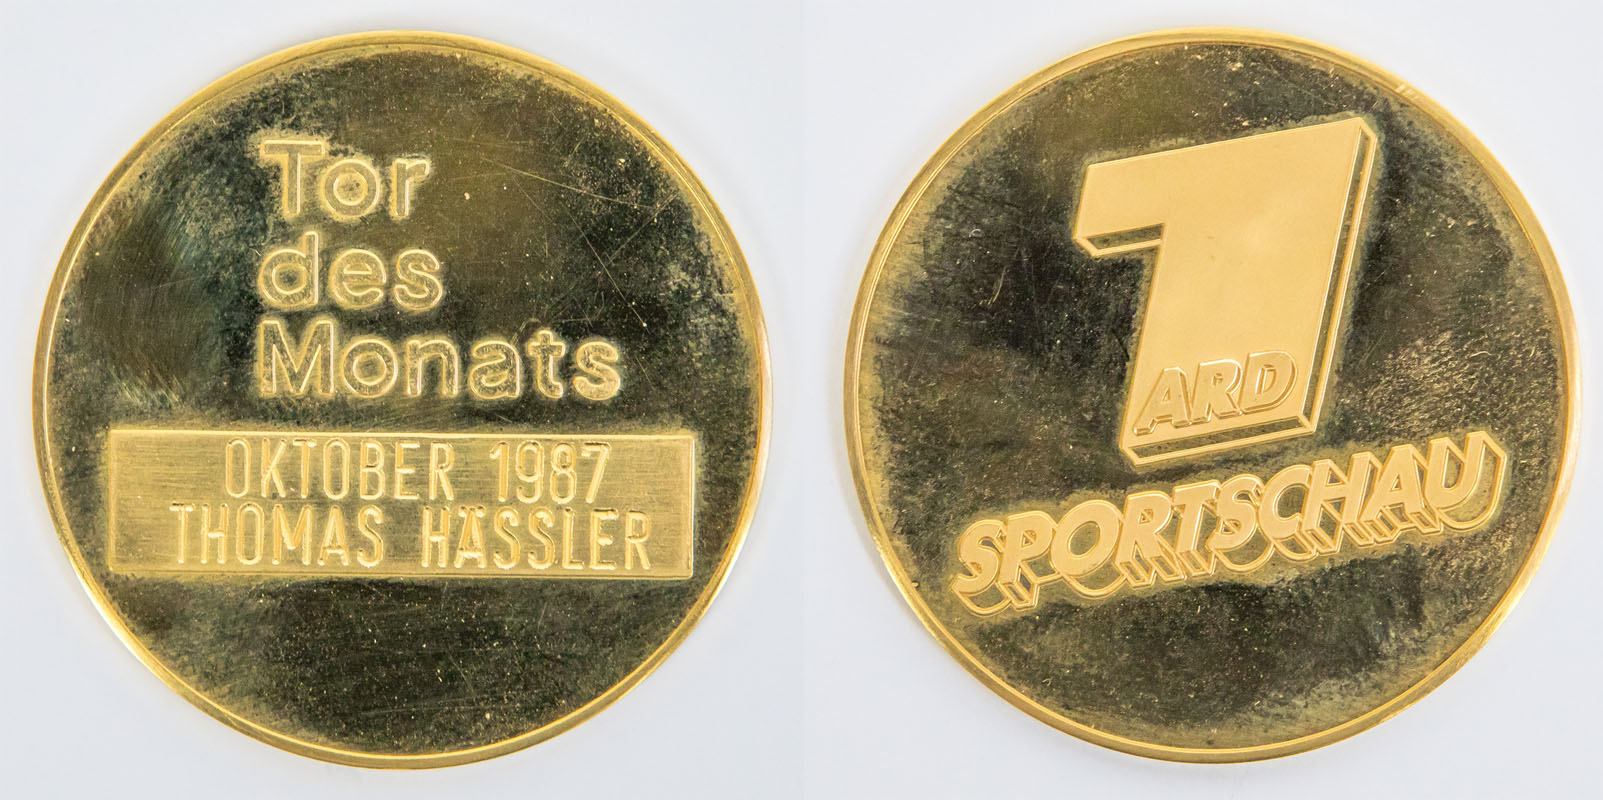 Tor
des
Monats
OKTOBER 1987
THOMAS HÄSSLER
1
ARD
SPORTSCHAU